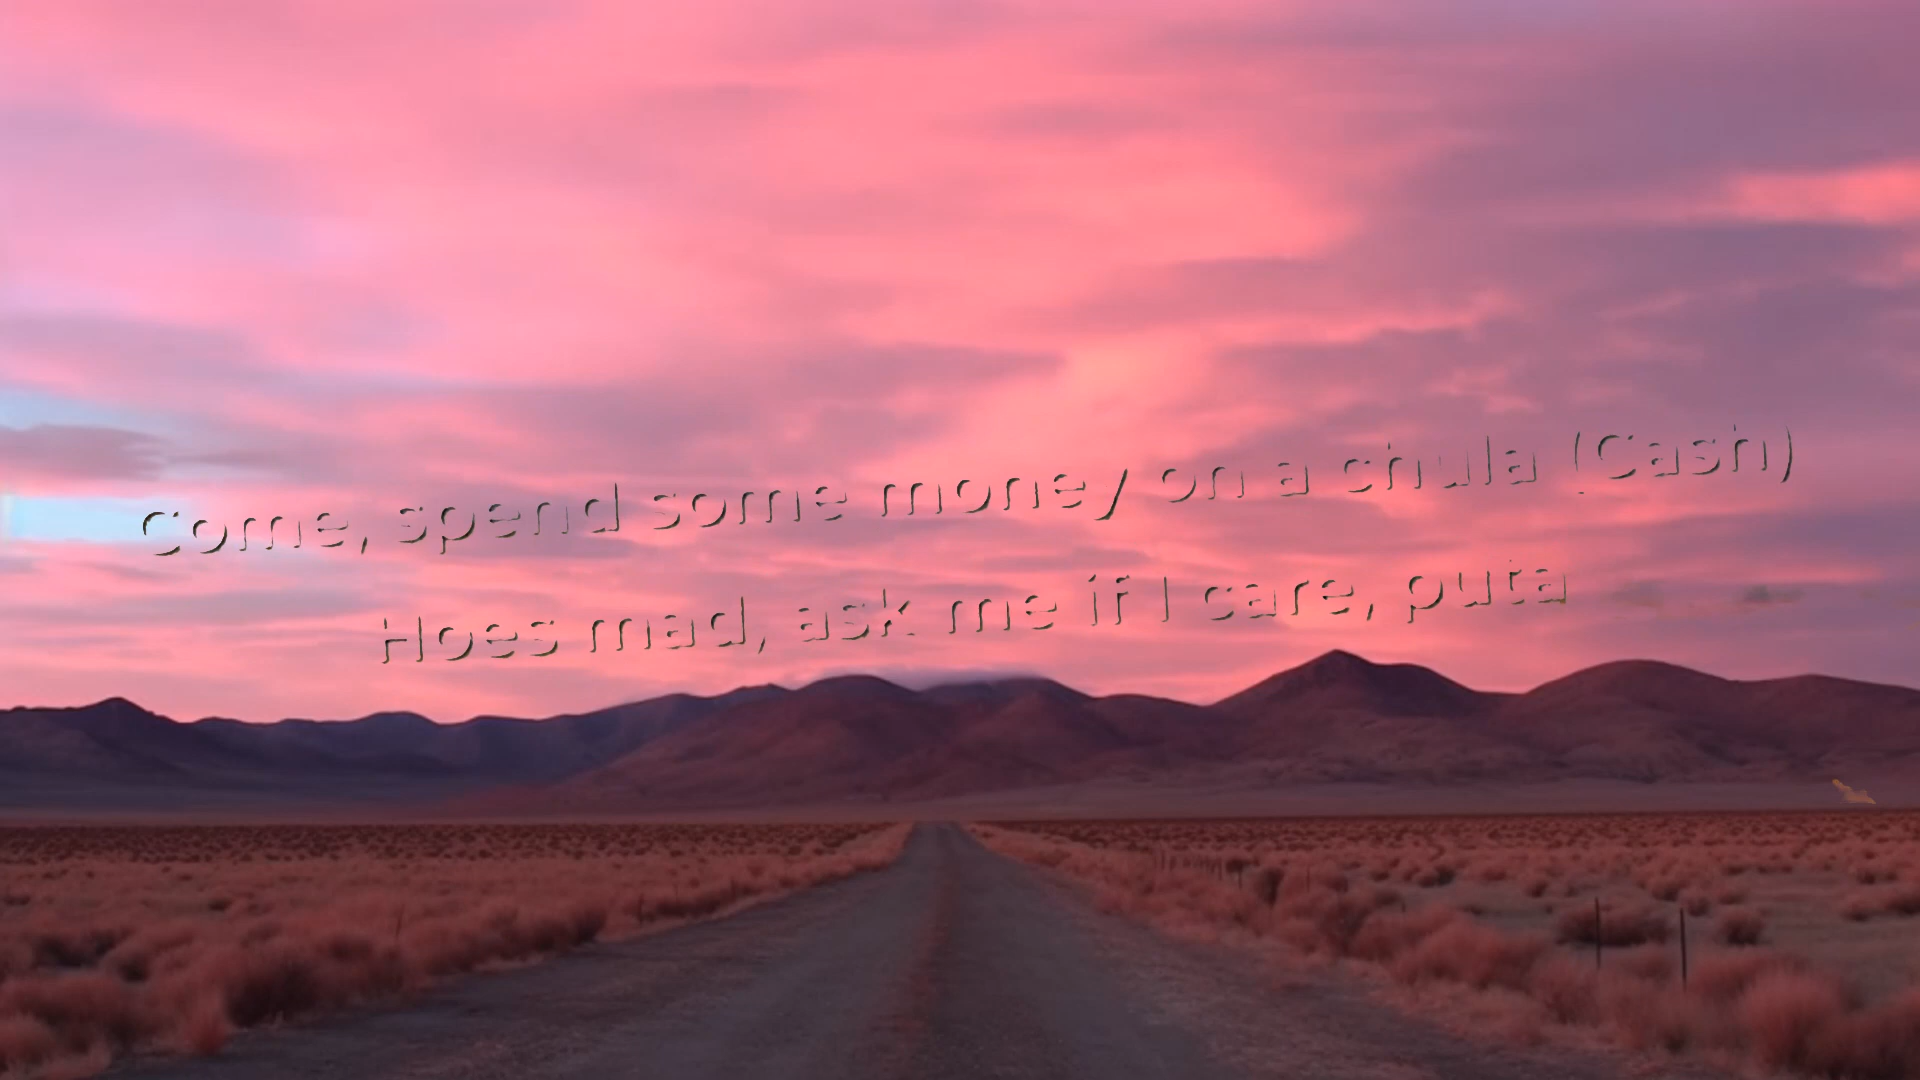 Come, spend some money on a chula (Cash)
Hoes mad, ask me if I care, puta